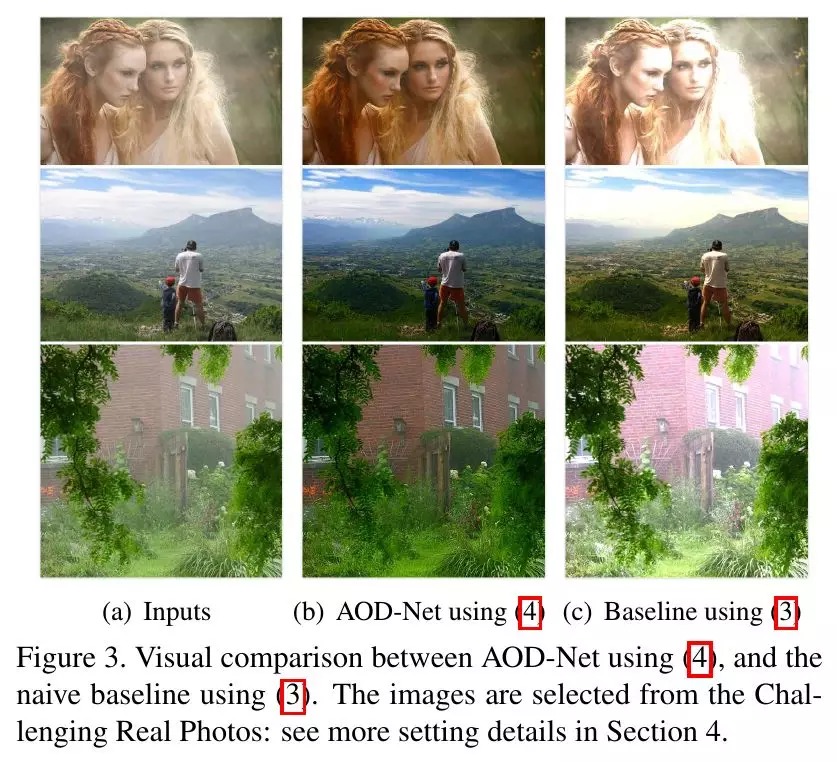 (a) Inputs
(b) AOD-Net using (4)
(c) Baseline using (3)
Figure 3. Visual comparison between AOD-Net using (4), and the
naive baseline using (3). The images are selected from the Chal-
lenging Real Photos: see more setting details in Section 4.